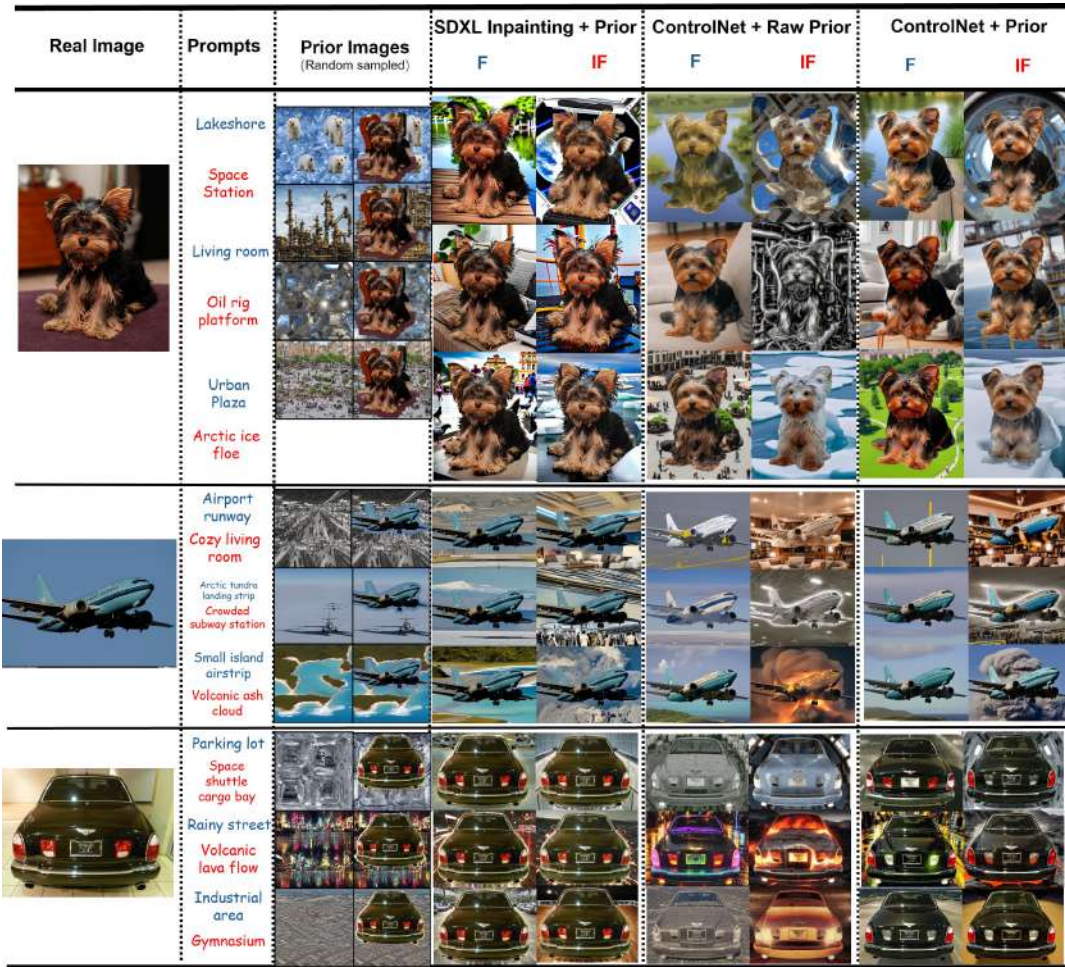 Real Image
Prompts
Prior Images
(Random sampled)
SDXL Inpainting + Prior
F
IF
ControlNet + Raw Prior
F
IF
ControlNet + Prior
F
IF
Lakeshore
Space
Station
Living room
Oil rig
platform
Urban
Plaza
Arctic ice
floe
Airport
runway
Cozy living
room
Arctic tundra
landing strip
Crowded
subway station
Small island
airstrip
Volcanic ash
cloud
Parking lot
Space
shuttle
cargo bay
Rainy street
Volcanic
lava flow
Industrial
area
Gymnasium